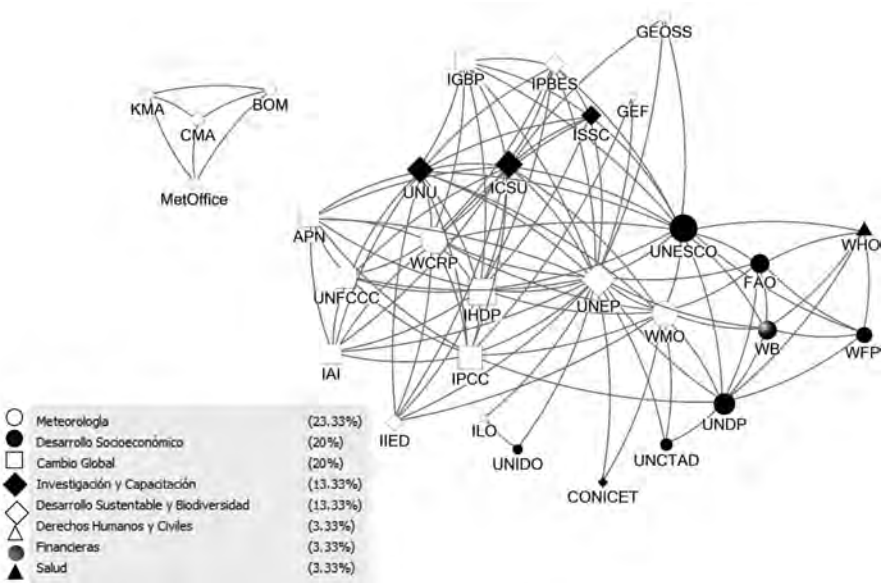 GEOSS
IGBP
IPBES
GEF
KMA
BOM
CMA
ISSC
MetOffice
UNU
ICSU
APN
WCRP
UNESCO
WHO
UNFCCC
IHDP
UNEP
FAO
WMO
WB
WFP
IAI
IPCC
UNDP
IIED
ILO
UNIDO
UNCTAD
CONICET
Meteorología (23.33%)
Desarrollo Socioeconómico (20%)
Cambio Global (20%)
Investigación y Capacitación (13.33%)
Desarrollo Sustentable y Biodiversidad (13.33%)
Derechos Humanos y Civiles (3.33%)
Financieras (3.33%)
Salud (3.33%)